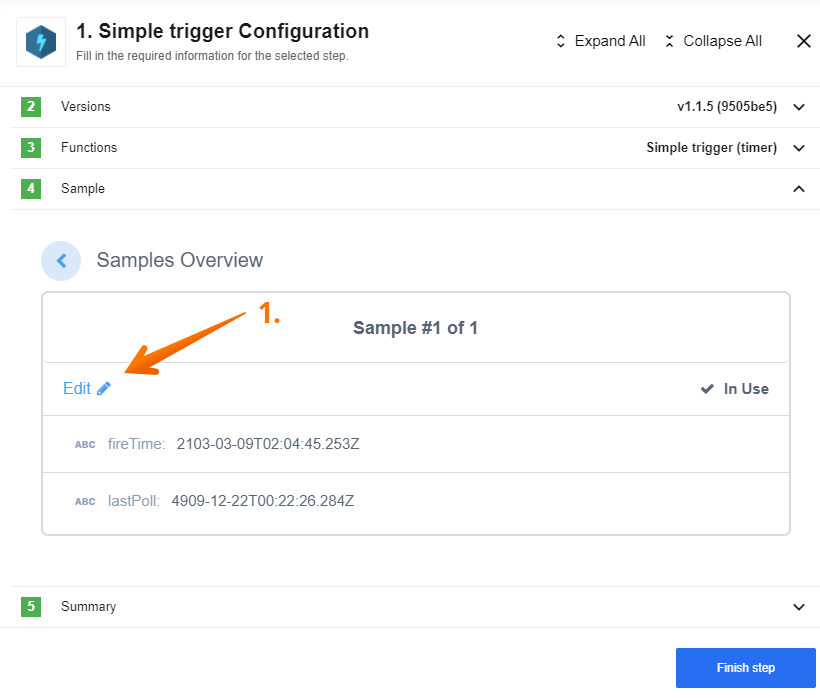 1. Simple trigger Configuration
Fill in the required information for the selected step.
Expand All
Collapse All
2 Versions v1.1.5 (9505be5)
3 Functions Simple trigger (timer)
4 Sample
Samples Overview
1.
Sample #1 of 1
Edit In Use
ABC fireTime: 2103-03-09T02:04:45.253Z
ABC lastPoll: 4909-12-22T00:22:26.284Z
5 Summary
Finish step